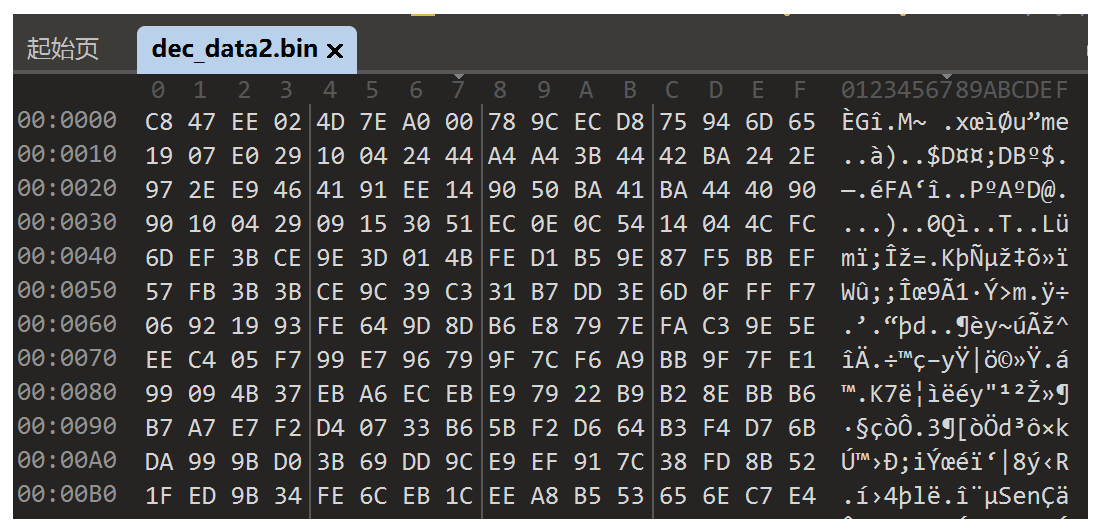 起始页 dec_data2.bin ×
0 1 2 3 4 5 6 7 8 9 A B C D E F 0123456789ABCDEF
00:0000 C8 47 EE 02 4D 7E A0 00 78 9C EC D8 75 94 6D 65 ÈGî.M~ .xœìØu”me
00:0010 19 07 E0 29 10 04 24 44 A4 A4 3B 44 42 BA 24 2E ..à)..$D¤¤;DBº$.
00:0020 97 2E E9 46 41 91 EE 14 90 50 BA 41 BA 44 40 90 —.éFA‘î..PºAºD@.
00:0030 90 10 04 29 09 15 30 51 EC 0E 0C 54 14 04 4C FC ...)..0Qì..T..Lü
00:0040 6D EF 3B CE 9E 3D 01 4B FE D1 B5 9E 87 F5 BB EF mï;Îž=.KþÑµž‡õ»ï
00:0050 57 FB 3B 3B CE 9C 39 C3 31 B7 DD 3E 6D 0F FF F7 Wû;;Îœ9Ã1·Ý>m.ÿ÷
00:0060 06 92 19 93 FE 64 9D 8D B6 E8 79 7E FA C3 9E 5E .’.“þd..¶èy~úÃž^
00:0070 EE C4 05 F7 99 E7 96 79 9F 7C F6 A9 BB 9F 7F E1 îÄ.÷™ç–yŸ|ö©»Ÿ.á
00:0080 99 09 4B 37 EB A6 EC EB E9 79 22 B9 B2 8E BB B6 ™.K7ë¦ìëéy"¹²Ž»¶
00:0090 B7 A7 E7 F2 D4 07 33 B6 5B F2 D6 64 B3 F4 D7 6B ·§çòÔ.3¶[òÖd³ô×k
00:00A0 DA 99 9B D0 3B 69 DD 9C E9 EF 91 7C 38 FD 8B 52 Ú™›Ð;iÝœéï‘|8ý‹R
00:00B0 1F ED 9B 34 FE 6C EB 1C EE A8 B5 53 65 6E C7 E4 .í›4þlë.î¨µSenÇä